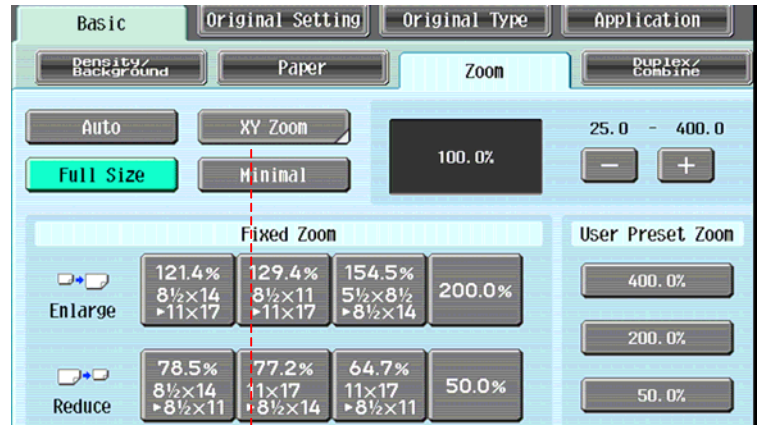 Basic
Original Setting
Original Type
Application
Density/
Background
Paper
Zoom
Duplex/
Combine
Auto
XY Zoom
100.0%
25.0 - 400.0
Full Size
Minimal
− +
Fixed Zoom
User Preset Zoom
Enlarge
121.4%
8½×14
▸11×17
129.4%
8½×11
▸11×17
154.5%
5½×8½
▸8½×14
200.0%
400.0%
200.0%
Reduce
78.5%
8½×14
▸8½×11
77.2%
11×17
▸8½×14
64.7%
11×17
▸8½×11
50.0%
50.0%